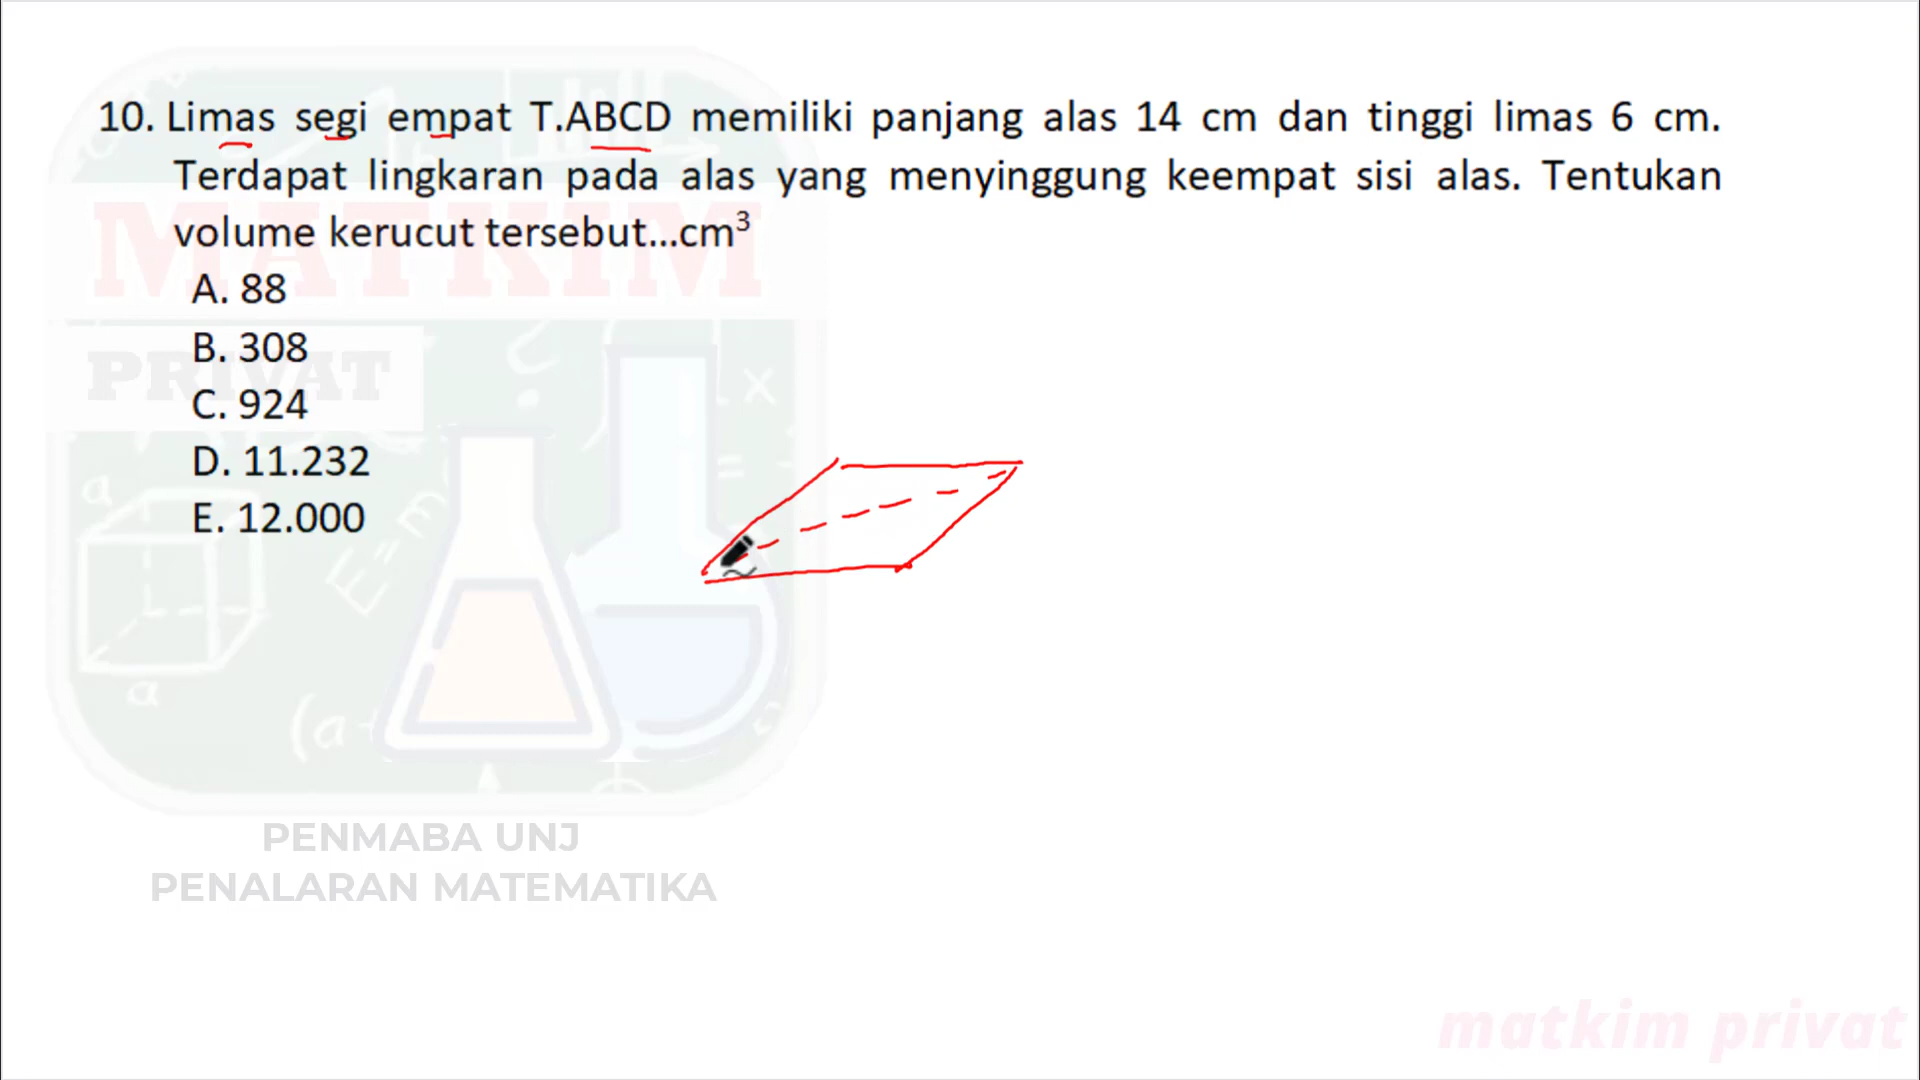 10. Limas segi empat T.ABCD memiliki panjang alas 14 cm dan tinggi limas 6 cm.
Terdapat lingkaran pada alas yang menyinggung keempat sisi alas. Tentukan
volume kerucut tersebut...cm³
MATKIM
A. 88
B. 308
PRIVAT
C. 924
D. 11.232
E. 12.000
x
=
a
E=m
a
(a+
PENMABA UNJ
PENALARAN MATEMATIKA
matkim privat